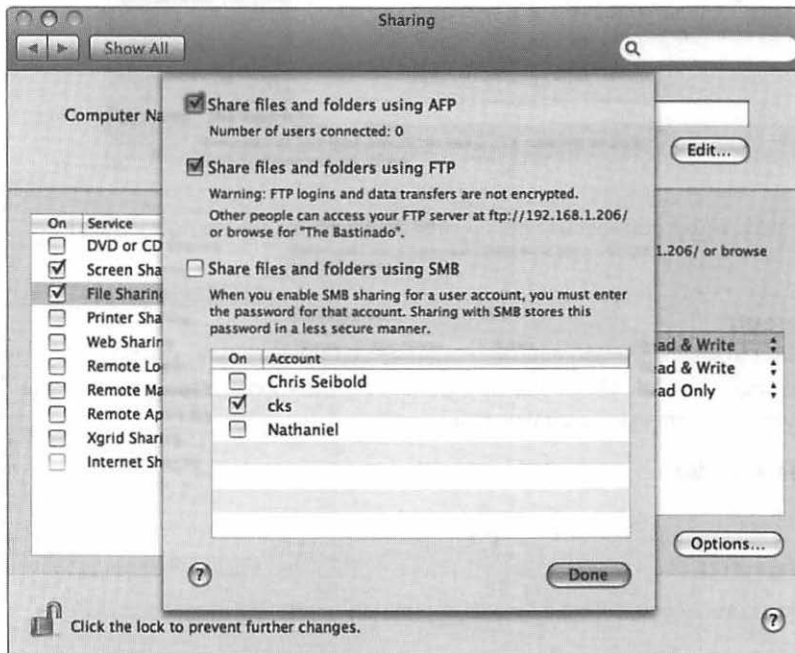 Sharing
Show All
Computer Na
Edit...
Share files and folders using AFP
Number of users connected: 0
Share files and folders using FTP
Warning: FTP logins and data transfers are not encrypted.
Other people can access your FTP server at ftp://192.168.1.206/
or browse for "The Bastinado".
Share files and folders using SMB
When you enable SMB sharing for a user account, you must enter
the password for that account. Sharing with SMB stores this
password in a less secure manner.
On Account
Chris Seibold
cks
Nathaniel
On Service
DVD or CD
Screen Sha
File Sharing
Printer Sha
Web Sharin
Remote Lo
Remote Ma
Remote Ap
Xgrid Shari
Internet Sh
1.206/ or browse
ad & Write
ad & Write
ad Only
Options...
? Done
Click the lock to prevent further changes. ?